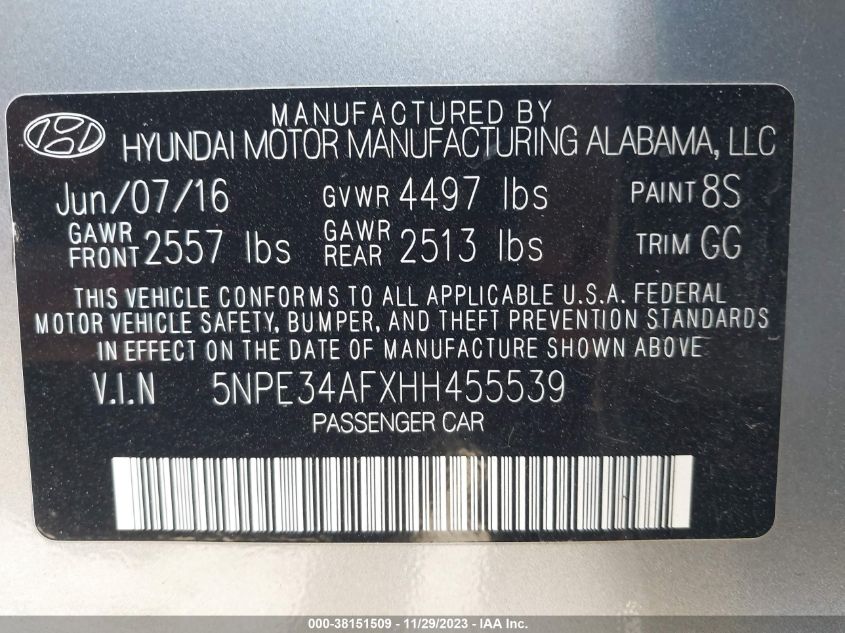 MANUFACTURED BY
HYUNDAI MOTOR MANUFACTURING ALABAMA, LLC
Jun/07/16 GVWR 4497 lbs PAINT 8S
GAWR FRONT 2557 lbs GAWR REAR 2513 lbs TRIM GG
THIS VEHICLE CONFORMS TO ALL APPLICABLE U.S.A. FEDERAL
MOTOR VEHICLE SAFETY, BUMPER, AND THEFT PREVENTION STANDARDS
IN EFFECT ON THE DATE OF MANUFACTURE SHOWN ABOVE
V.I.N 5NPE34AFXHH455539
PASSENGER CAR
000-38151509 - 11/29/2023 - IAA Inc.